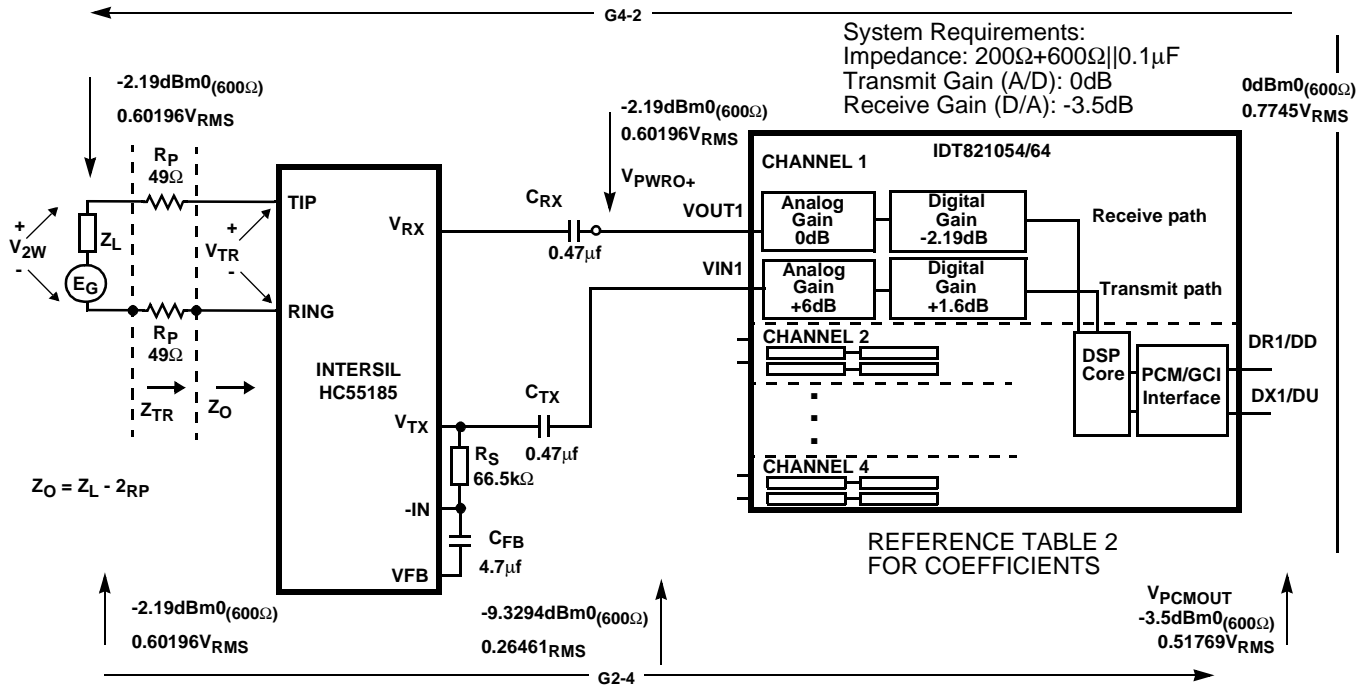 G4-2
System Requirements:
Impedance: 200Ω+600Ω||0.1μF
Transmit Gain (A/D): 0dB
Receive Gain (D/A): -3.5dB
-2.19dBm0(600Ω)
0.60196VRMS
-2.19dBm0(600Ω)
0.60196VRMS
0dBm0(600Ω)
0.7745VRMS
IDT821054/64
CHANNEL 1
RP
49Ω
TIP
VPWRO+
CRX
VOUT1
Analog
Gain
0dB
Digital
Gain
-2.19dB
Receive path
VRX
0.47μf
+
V2W
-
ZL
EG
+
VTR
-
VIN1
Analog
Gain
+6dB
Digital
Gain
+1.6dB
Transmit path
RING
RP
49Ω
CHANNEL 2
DSP
Core
PCM/GCI
Interface
DR1/DD
DX1/DU
INTERSIL
HC55185
ZTR
ZO
CTX
VTX
0.47μf
RS
66.5kΩ
CHANNEL 4
ZO = ZL - 2RP
-IN
CFB
4.7μf
VFB
REFERENCE TABLE 2
FOR COEFFICIENTS
-2.19dBm0(600Ω)
0.60196VRMS
-9.3294dBm0(600Ω)
0.26461RMS
VPCMOUT
-3.5dBm0(600Ω)
0.51769VRMS
G2-4